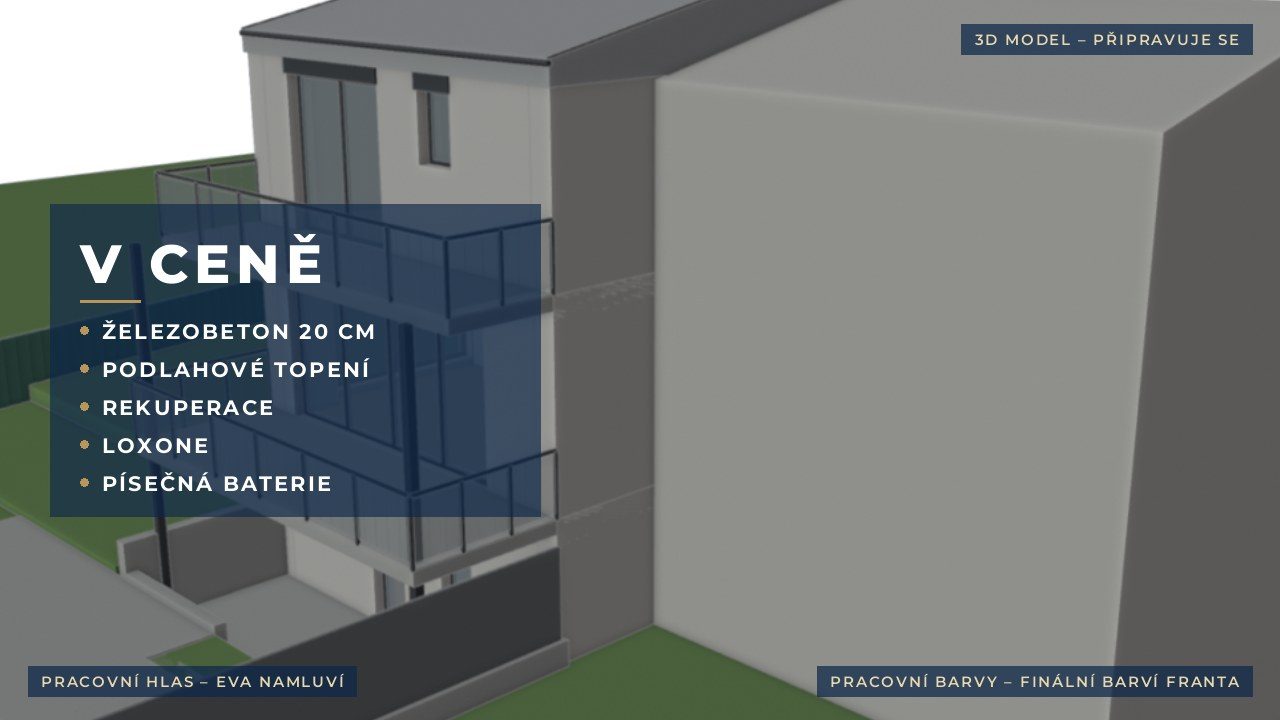 3D MODEL – PŘIPRAVUJE SE
V CENĚ
ŽELEZOBETON 20 CM
PODLAHOVÉ TOPENÍ
REKUPERACE
LOXONE
PÍSEČNÁ BATERIE
PRACOVNÍ HLAS – EVA NAMLUVÍ
PRACOVNÍ BARVY – FINÁLNÍ BARVÍ FRANTA